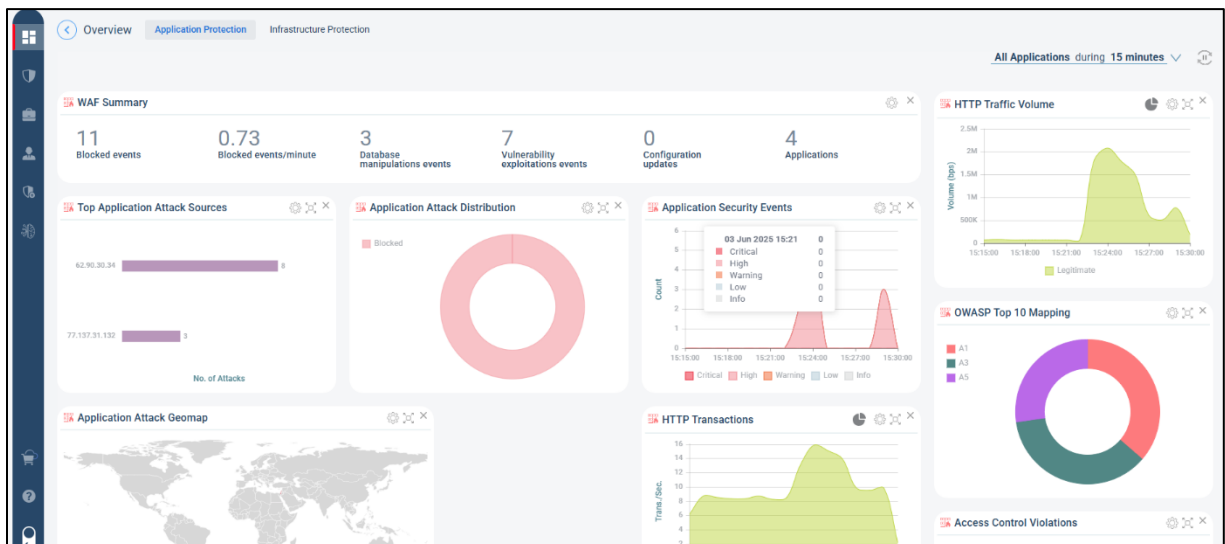 Overview Application Protection Infrastructure Protection
All Applications during 15 minutes
WAF Summary
11
Blocked events
0.73
Blocked events/minute
3
Database
manipulations events
7
Vulnerability
exploitations events
0
Configuration
updates
4
Applications
HTTP Traffic Volume
Volume (bps)
2.5M
2M
1.5M
1M
500K
0
15:15:00 15:18:00 15:21:00 15:24:00 15:27:00 15:30:00
Legitimate
Top Application Attack Sources
62.90.30.34 8
77.137.31.132 3
No. of Attacks
Application Attack Distribution
Blocked
Application Security Events
Count
6
5
4
3
2
1
0
03 Jun 2025 15:21 0
Critical 0
High 0
Warning 0
Low 0
Info 0
15:15:00 15:18:00 15:21:00 15:24:00 15:27:00 15:30:00
Critical High Warning Low Info
OWASP Top 10 Mapping
A1
A3
A5
Application Attack Geomap
HTTP Transactions
Trans./Sec.
16
14
12
10
8
6
4
2
Access Control Violations